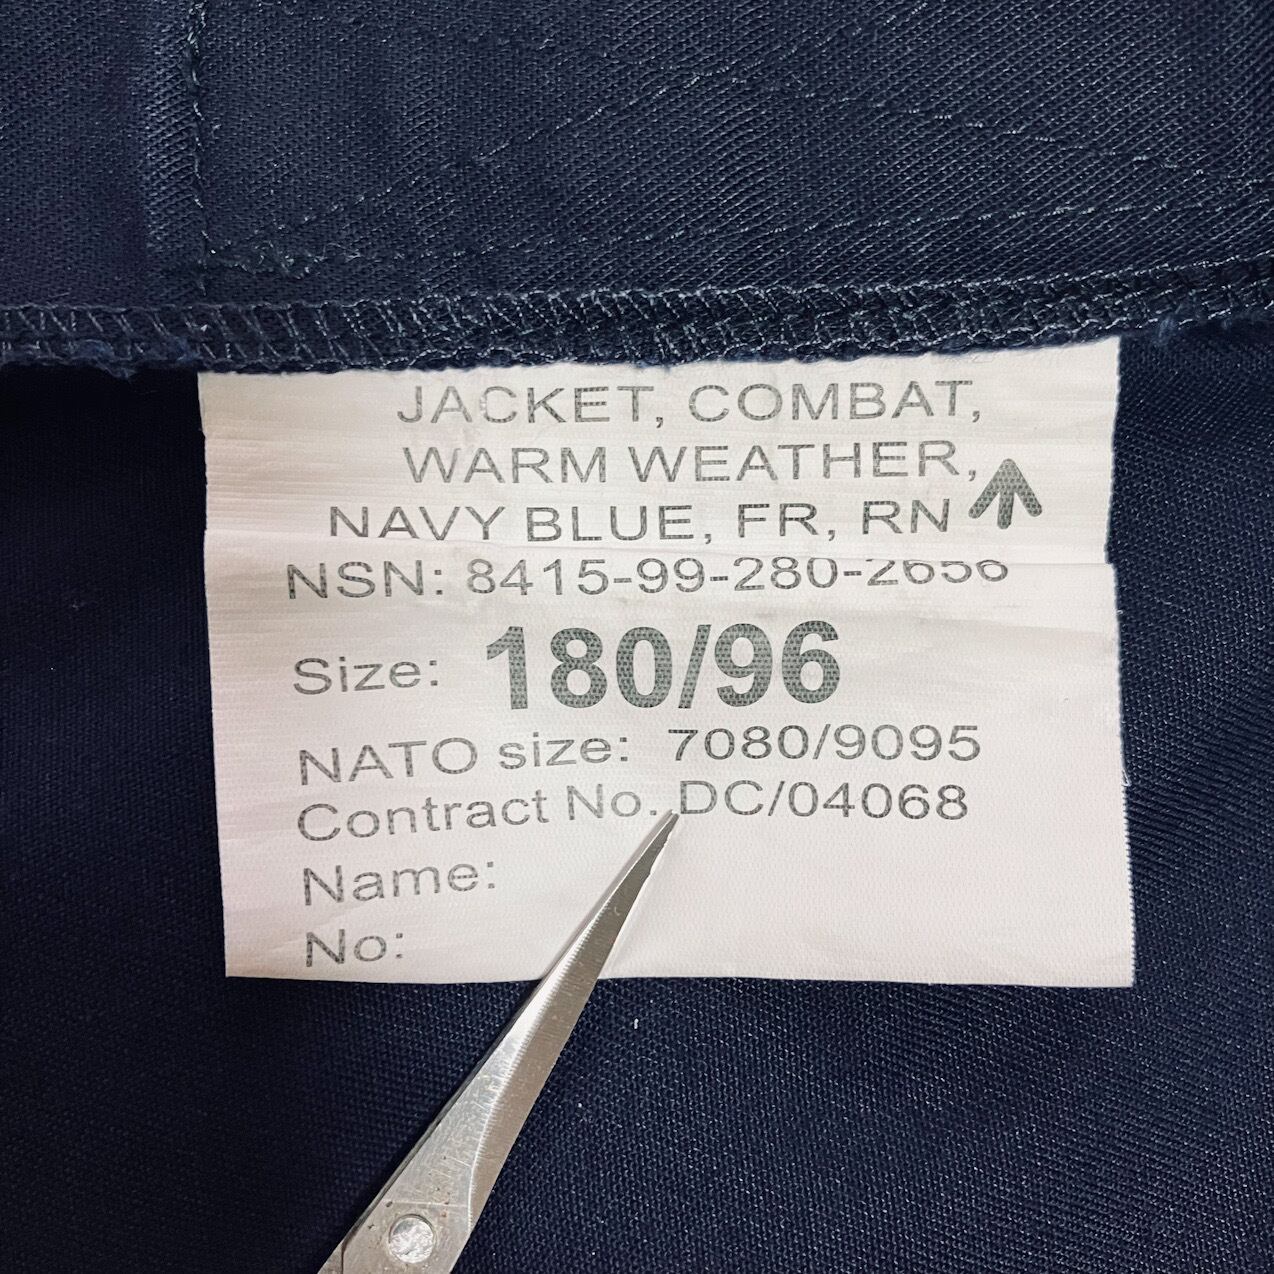 JACKET, COMBAT,
WARM WEATHER,
NAVY BLUE, FR, RN
NSN: 8415-99-280-2656
Size: 180/96
NATO size: 7080/9095
Contract No. DC/04068
Name:
No: